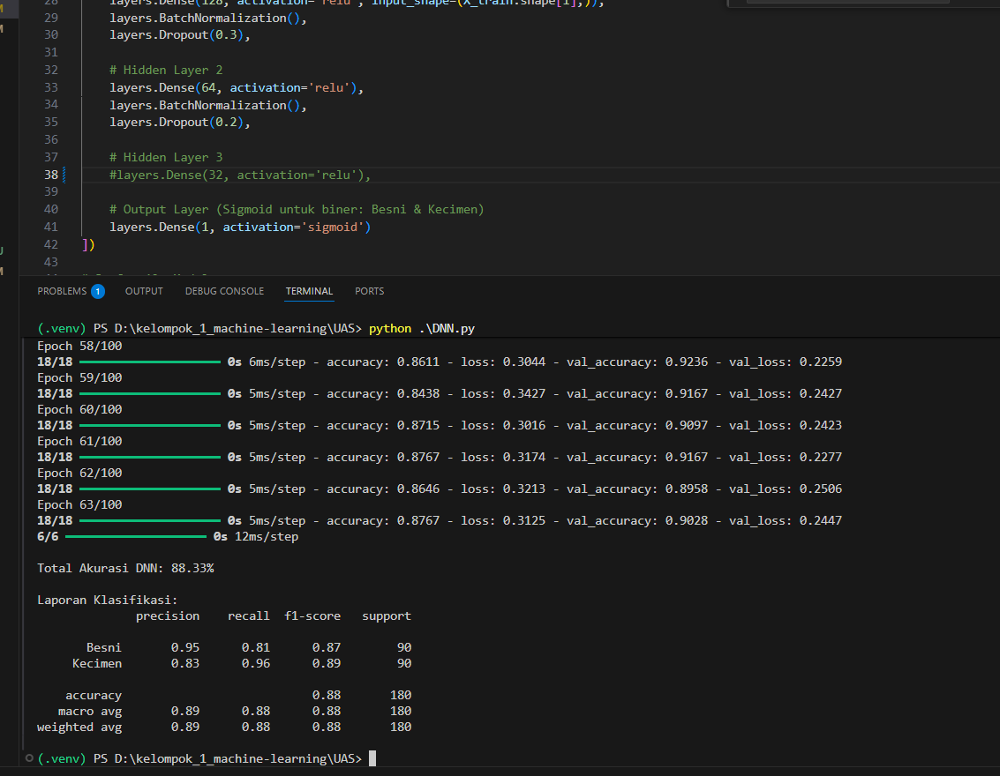 28 layers.Dense(128, activation='relu', input_shape=(X_train.shape[1],)),
29 layers.BatchNormalization(),
30 layers.Dropout(0.3),
31
32 # Hidden Layer 2
33 layers.Dense(64, activation='relu'),
34 layers.BatchNormalization(),
35 layers.Dropout(0.2),
36
37 # Hidden Layer 3
38 #layers.Dense(32, activation='relu'),
39
40 # Output Layer (Sigmoid untuk biner: Besni & Kecimen)
41 layers.Dense(1, activation='sigmoid')
42 ])
43
PROBLEMS 1 OUTPUT DEBUG CONSOLE TERMINAL PORTS
(.venv) PS D:\kelompok_1_machine-learning\UAS> python .\DNN.py
Epoch 58/100
18/18 0s 6ms/step - accuracy: 0.8611 - loss: 0.3044 - val_accuracy: 0.9236 - val_loss: 0.2259
Epoch 59/100
18/18 0s 5ms/step - accuracy: 0.8438 - loss: 0.3427 - val_accuracy: 0.9167 - val_loss: 0.2427
Epoch 60/100
18/18 0s 5ms/step - accuracy: 0.8715 - loss: 0.3016 - val_accuracy: 0.9097 - val_loss: 0.2423
Epoch 61/100
18/18 0s 5ms/step - accuracy: 0.8767 - loss: 0.3174 - val_accuracy: 0.9167 - val_loss: 0.2277
Epoch 62/100
18/18 0s 5ms/step - accuracy: 0.8646 - loss: 0.3213 - val_accuracy: 0.8958 - val_loss: 0.2506
Epoch 63/100
18/18 0s 5ms/step - accuracy: 0.8767 - loss: 0.3125 - val_accuracy: 0.9028 - val_loss: 0.2447
6/6 0s 12ms/step
Total Akurasi DNN: 88.33%
Laporan Klasifikasi:
precision recall f1-score support
Besni 0.95 0.81 0.87 90
Kecimen 0.83 0.96 0.89 90
accuracy 0.88 180
macro avg 0.89 0.88 0.88 180
weighted avg 0.89 0.88 0.88 180
(.venv) PS D:\kelompok_1_machine-learning\UAS>